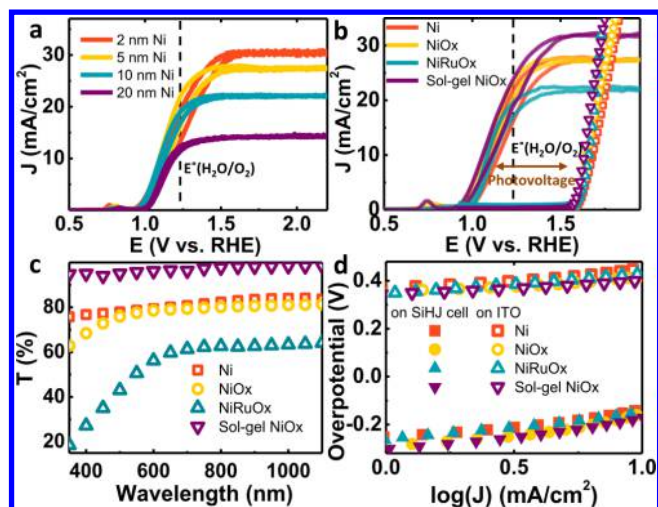 a
2 nm Ni
5 nm Ni
10 nm Ni
20 nm Ni
E°(H₂O/O₂)
30
20
10
J (mA/cm²)
0.5 1.0 1.5 2.0
E (V vs. RHE)
b
Ni
NiOx
NiRuOx
Sol-gel NiOx
E°(H₂O/O₂)
Photovoltage
30
20
10
0
J (mA/cm²)
0.5 1.0 1.5
E (V vs. RHE)
c
80
60
40
20
T (%)
Ni
NiOx
NiRuOx
Sol-gel NiOx
400 600 800 1000
Wavelength (nm)
d
0.4
0.2
0.0
-0.2
Overpotential (V)
on SiHJ cell on ITO
Ni
NiOx
NiRuOx
Sol-gel NiOx
0.0 0.5 1.0
log(J) (mA/cm²)